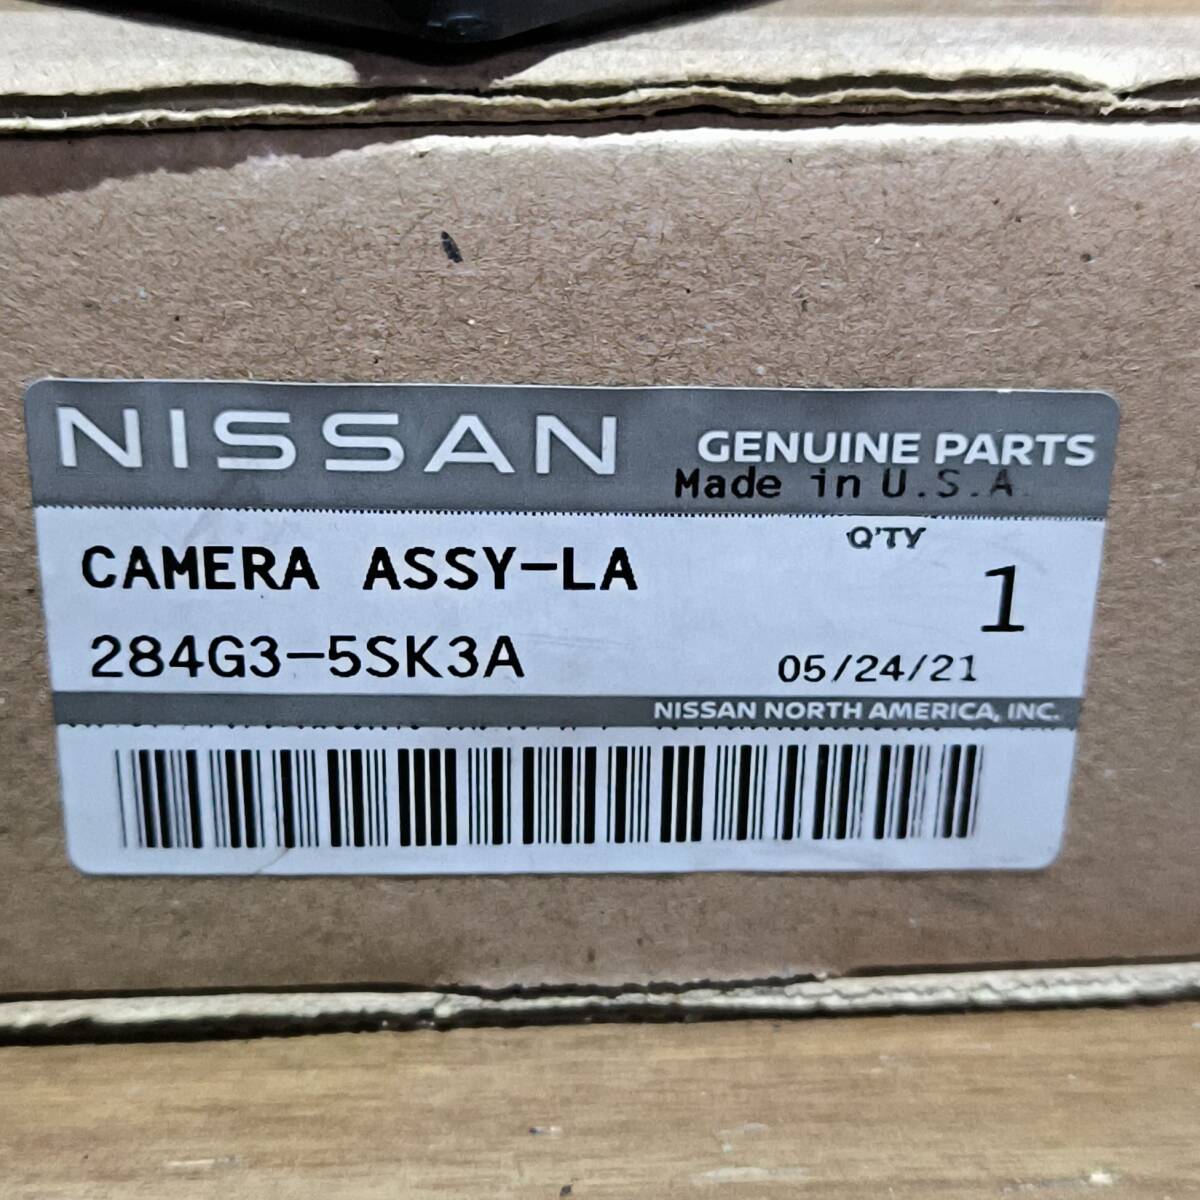 NISSAN
GENUINE PARTS
Made in U.S.A.
Q'TY
CAMERA ASSY-LA
1
284G3-5SK3A
05/24/21
NISSAN NORTH AMERICA, INC.